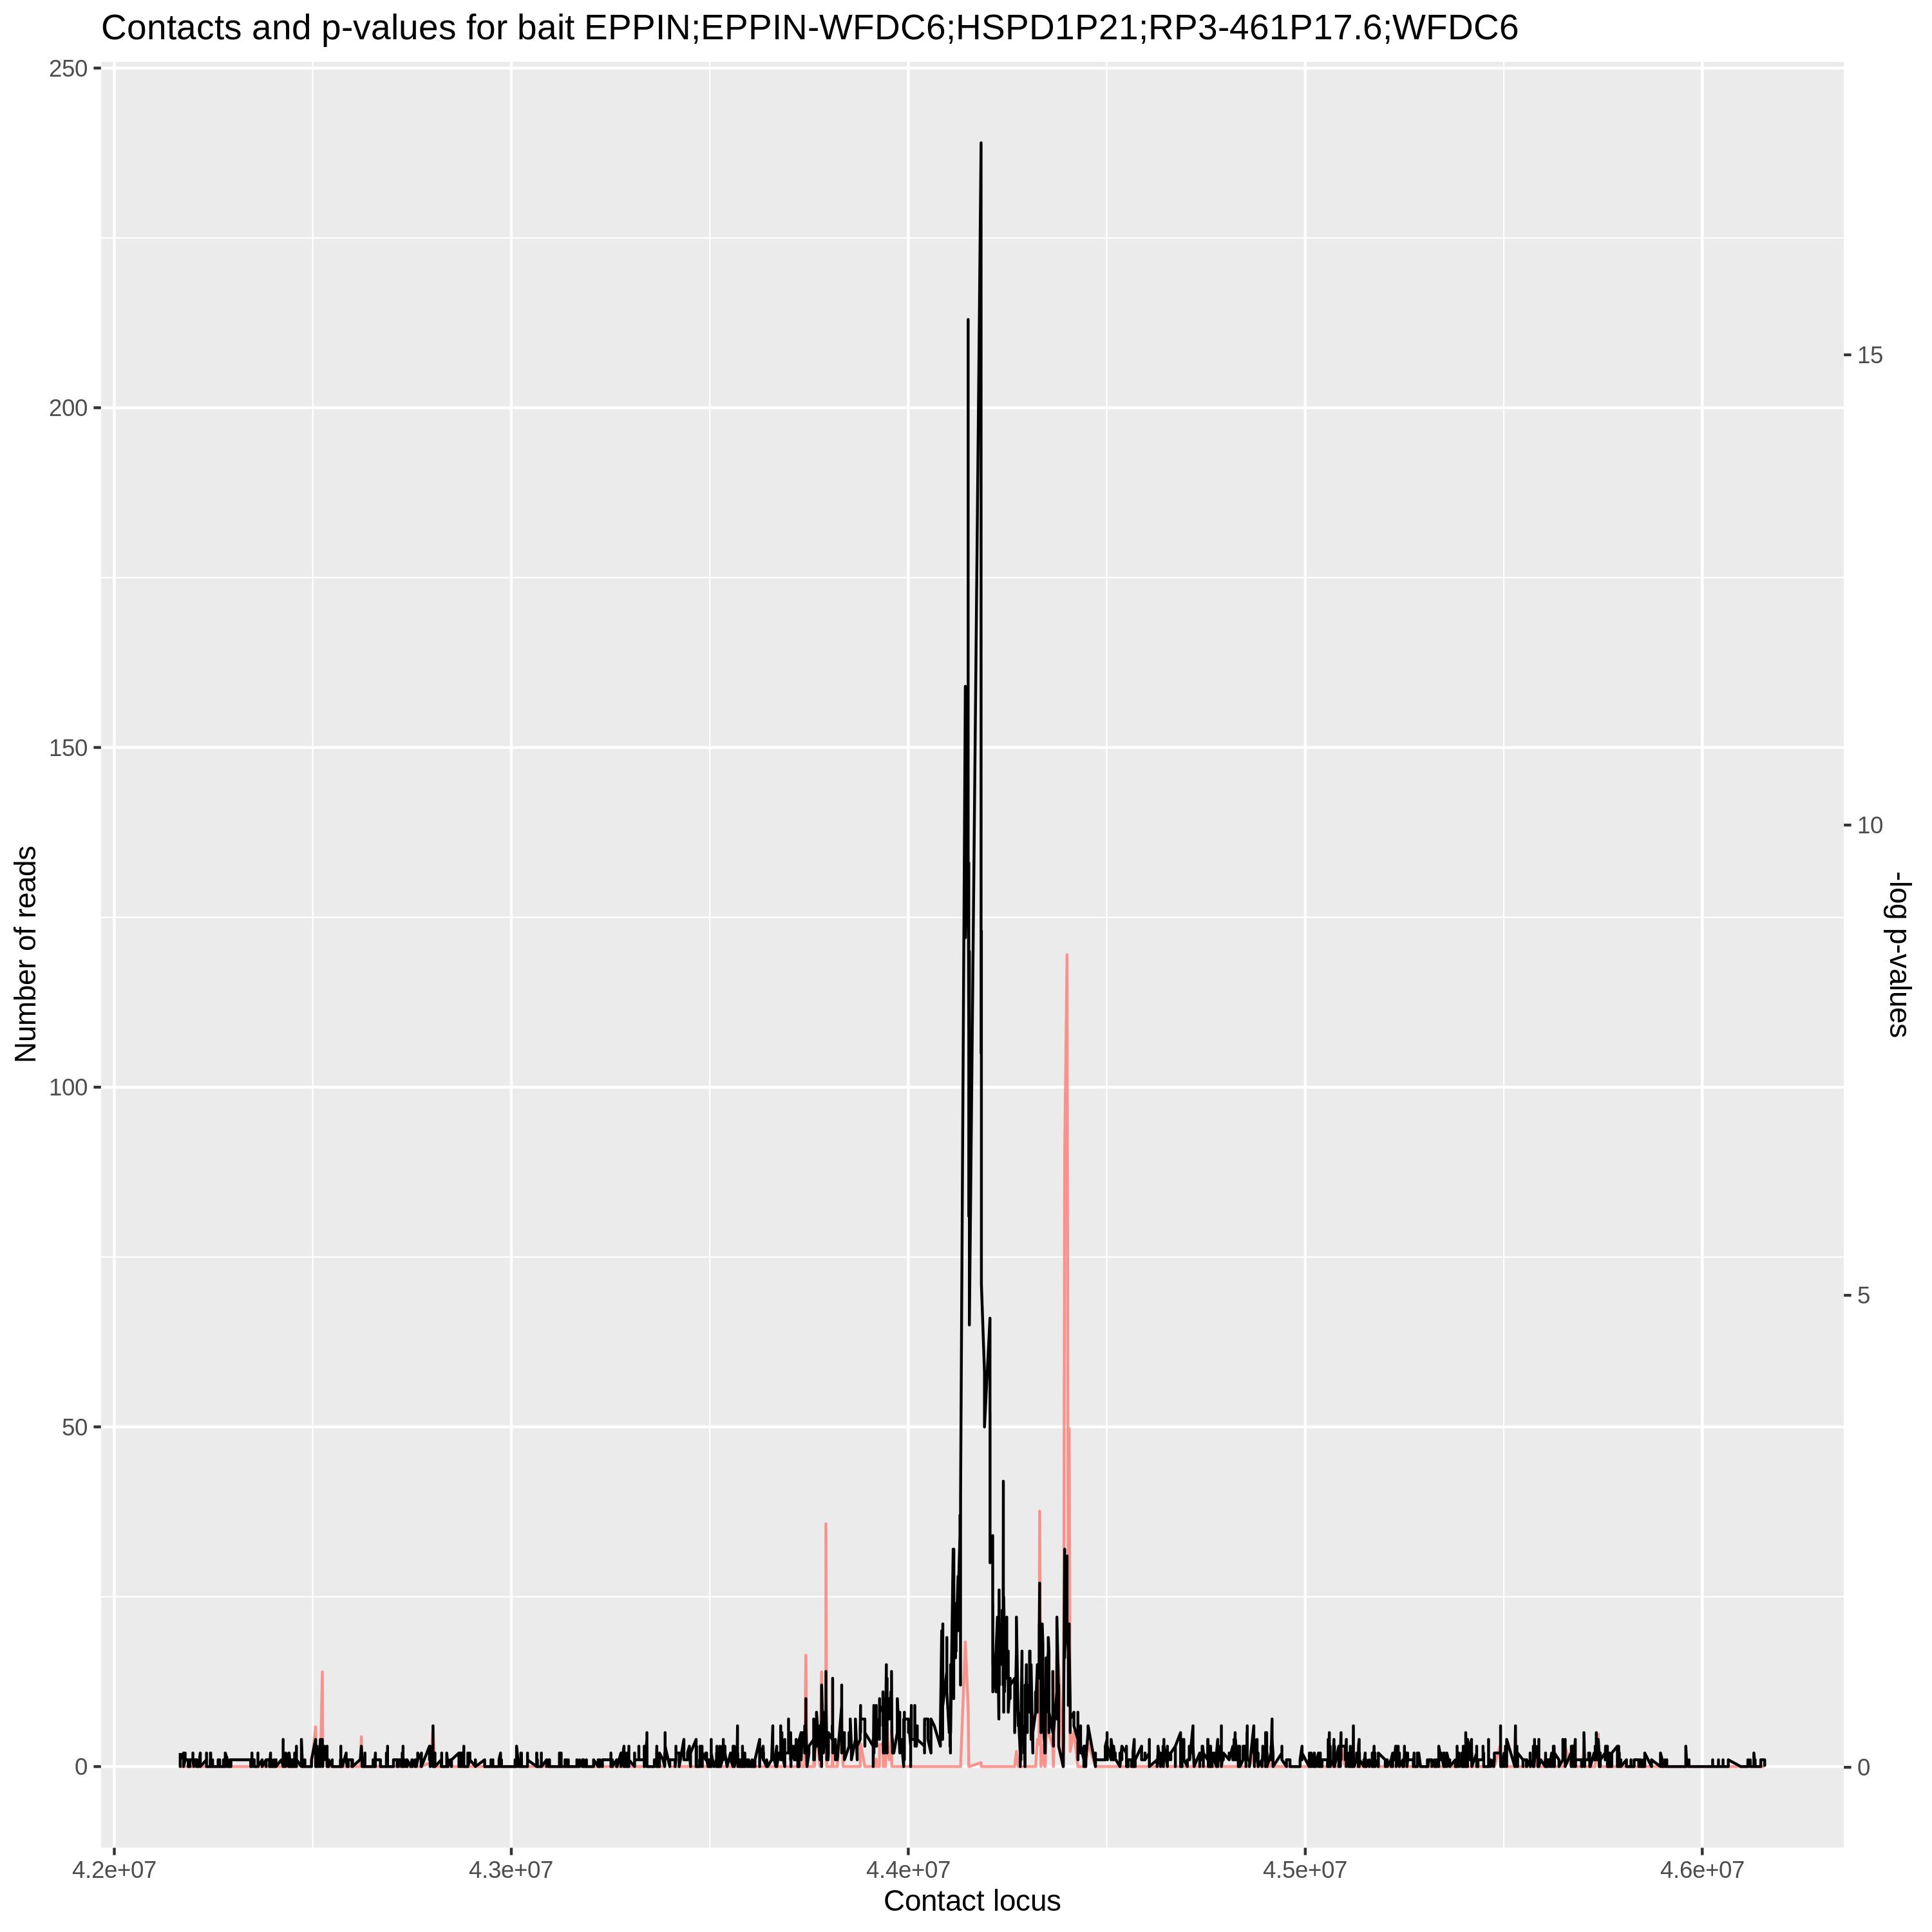 Contacts and p-values for bait EPPIN;EPPIN-WFDC6;HSPD1P21;RP3-461P17.6;WFDC6
250
200
150
100
50
0
Number of reads
15
10
5
0
-log p-values
4.2e+07
4.3e+07
4.4e+07
4.5e+07
4.6e+07
Contact locus